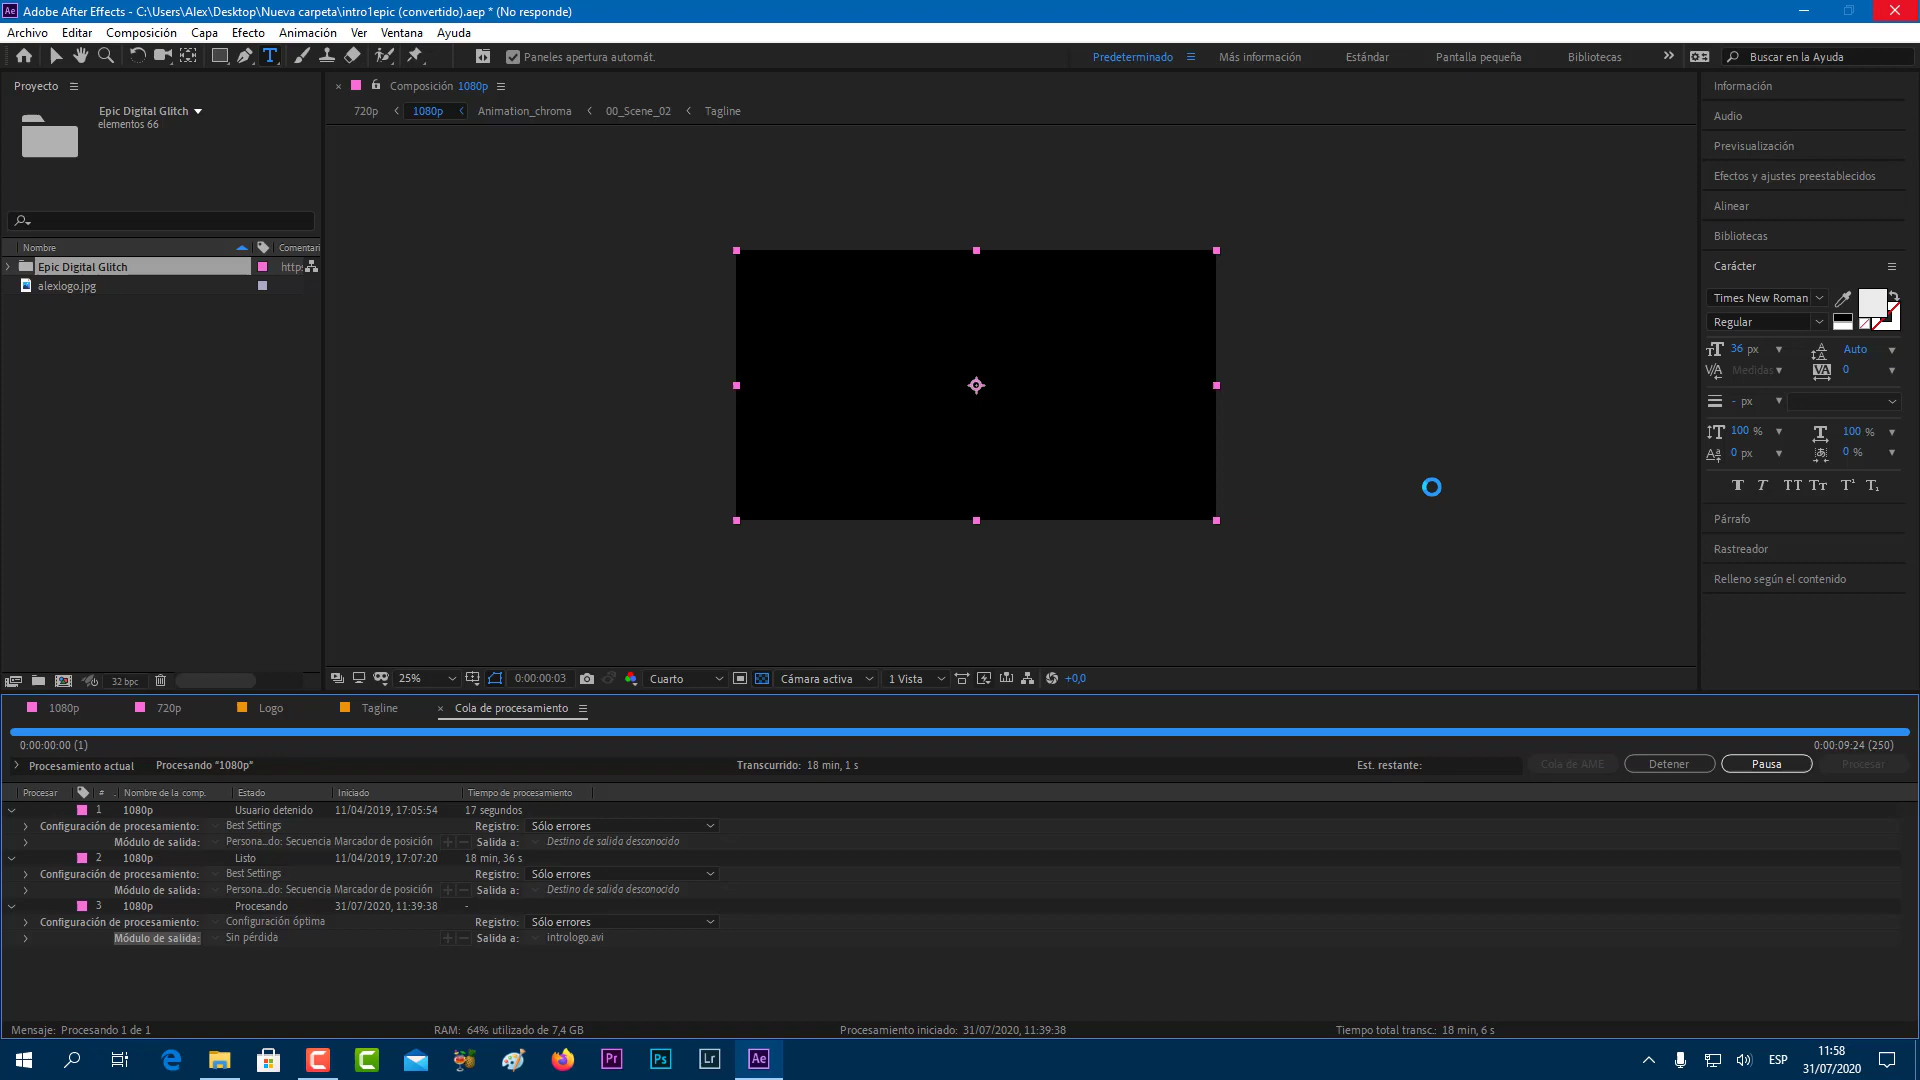 Adobe After Effects - C:\Users\Alex\Desktop\Nueva carpeta\intro1epic (convertido).aep * (No responde)
Archivo Editar Composición Capa Efecto Animación Ver Ventana Ayuda
Paneles apertura automát. Predeterminado Más información Estándar Pantalla pequeña Bibliotecas Buscar en la Ayuda
Proyecto
Epic Digital Glitch
elementos 66
Nombre Comentari
Epic Digital Glitch http:
alexlogo.jpg
32 bpc
Composición 1080p
720p 1080p Animation_chroma 00_Scene_02 Tagline
25% 0:00:00:03 Cuarto Cámara activa 1 Vista +0,0
Información
Audio
Previsualización
Efectos y ajustes preestablecidos
Alinear
Bibliotecas
Carácter
Times New Roman
Regular
36 px Auto
Medidas 0
- px
100 % 100 %
0 px 0 %
T T TT Tt T¹ T₁
Párrafo
Rastreador
Relleno según el contenido
1080p 720p Logo Tagline Cola de procesamiento
0:00:00:00 (1) 0:00:09:24 (250)
Procesamiento actual Procesando "1080p" Transcurrido: 18 min, 1 s Est. restante: Cola de AME Detener Pausa Procesar
Procesar # . Nombre de la comp. Estado Iniciado Tiempo de procesamiento
1 1080p Usuario detenido 11/04/2019, 17:05:54 17 segundos
Configuración de procesamiento: Best Settings Registro: Sólo errores
Módulo de salida: Persona...do: Secuencia Marcador de posición Salida a: Destino de salida desconocido
2 1080p Listo 11/04/2019, 17:07:20 18 min, 36 s
Configuración de procesamiento: Best Settings Registro: Sólo errores
Módulo de salida: Persona...do: Secuencia Marcador de posición Salida a: Destino de salida desconocido
3 1080p Procesando 31/07/2020, 11:39:38 -
Configuración de procesamiento: Configuración óptima Registro: Sólo errores
Módulo de salida: Sin pérdida Salida a: intrologo.avi
Mensaje: Procesando 1 de 1 RAM: 64% utilizado de 7,4 GB Procesamiento iniciado: 31/07/2020, 11:39:38 Tiempo total transc.: 18 min, 6 s
Pr Ps Lr Ae ESP 11:58
31/07/2020